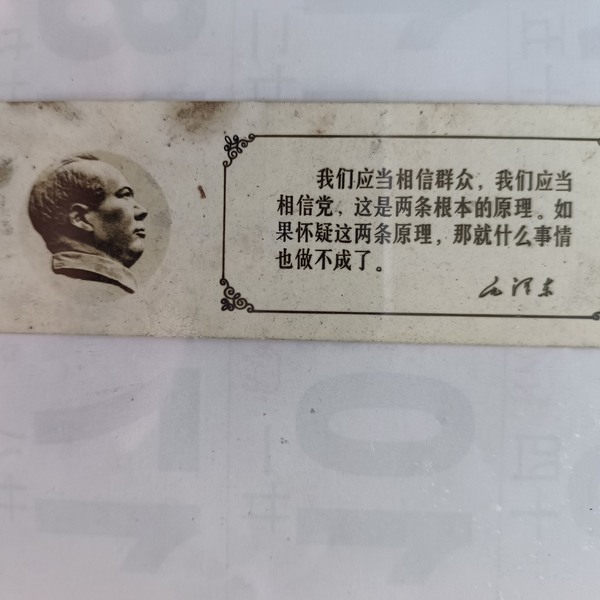 我们应当相信群众，我们应当
相信党，这是两条根本的原理。如
果怀疑这两条原理，那就什么事情
也做不成了。
毛泽东